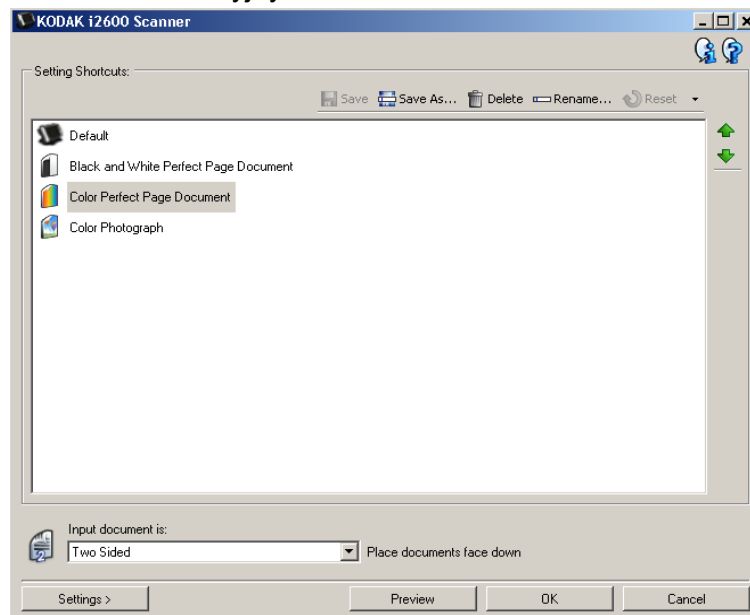 KODAK i2600 Scanner
Setting Shortcuts:
Save Save As... Delete Rename... Reset
Default
Black and White Perfect Page Document
Color Perfect Page Document
Color Photograph
Input document is:
Two Sided Place documents face down
Settings > Preview OK Cancel